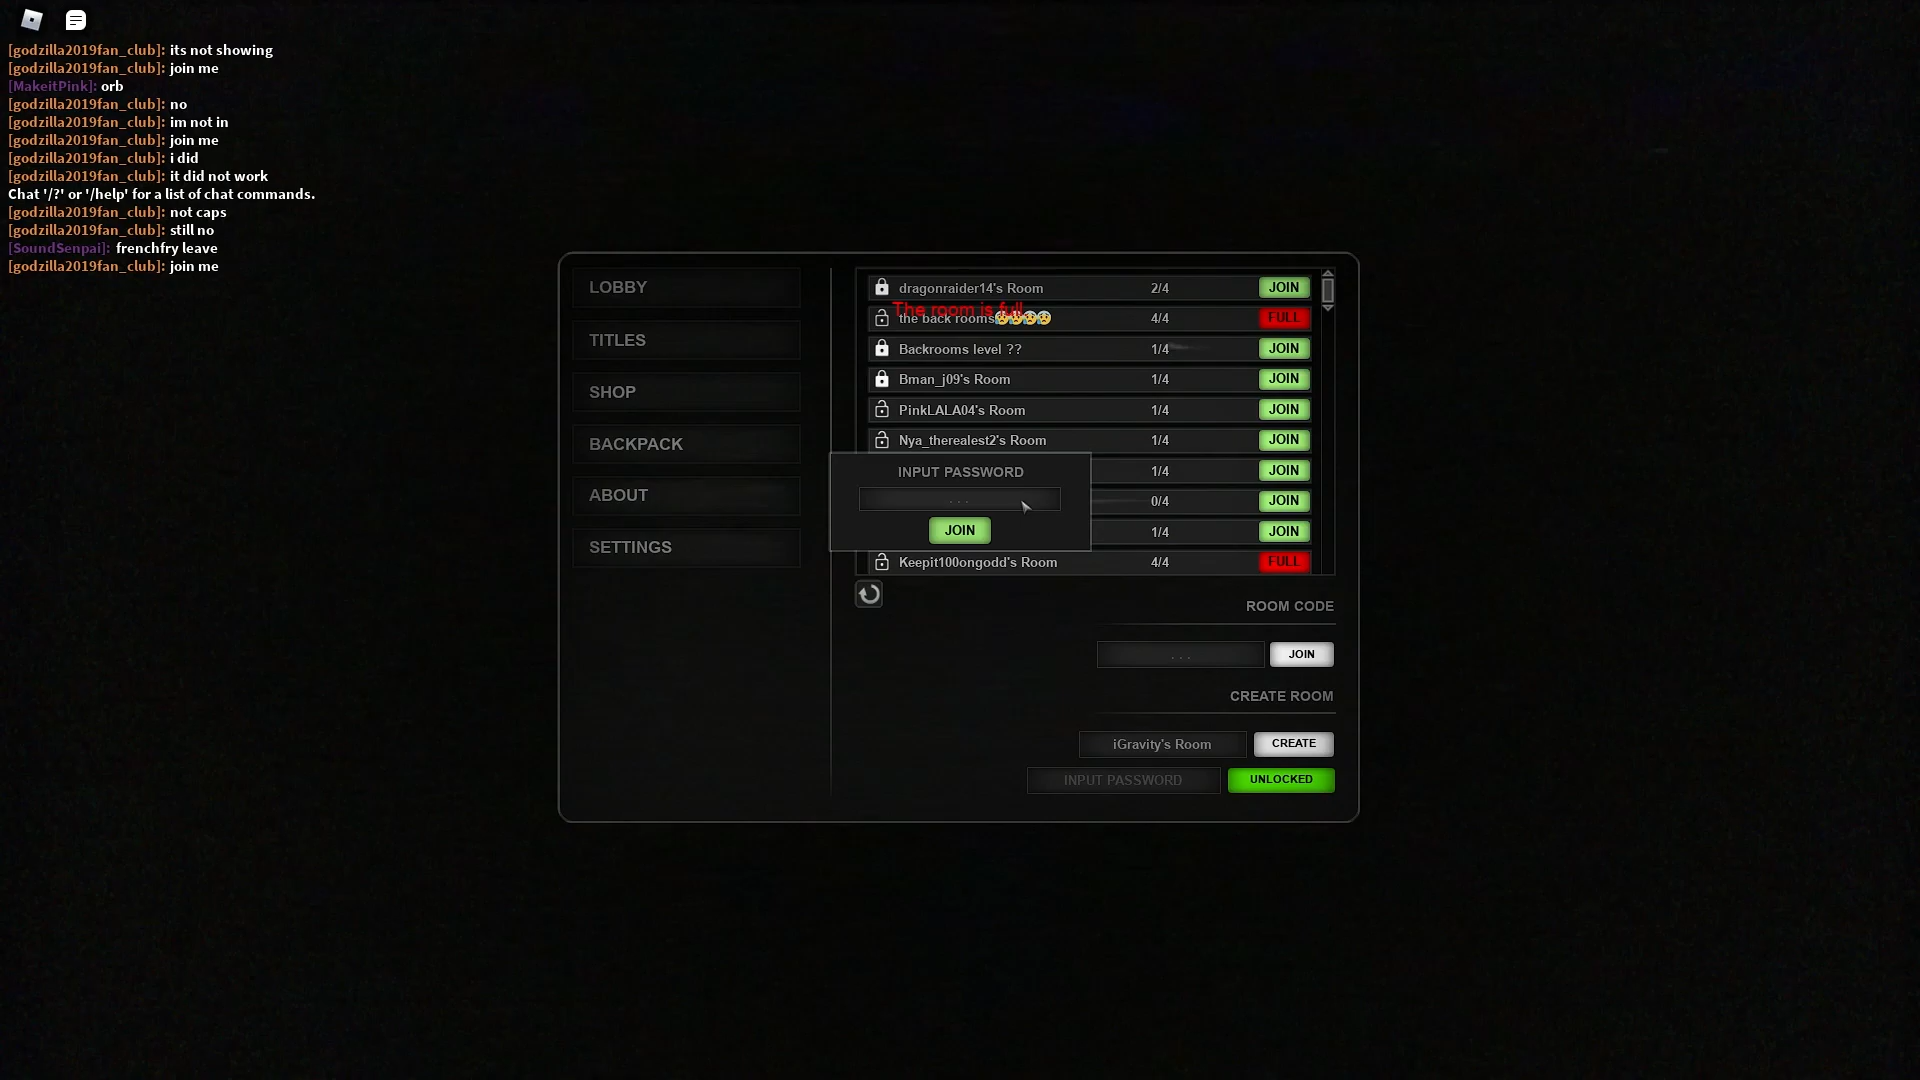 [godzilla2019fan_club]: its not showing
[godzilla2019fan_club]: join me
[MakeitPink]: orb
[godzilla2019fan_club]: no
[godzilla2019fan_club]: im not in
[godzilla2019fan_club]: join me
[godzilla2019fan_club]: i did
[godzilla2019fan_club]: it did not work
Chat '/?' or '/help' for a list of chat commands.
[godzilla2019fan_club]: not caps
[godzilla2019fan_club]: still no
[SoundSenpai]: frenchfry leave
[godzilla2019fan_club]: join me
LOBBY
TITLES
SHOP
BACKPACK
ABOUT
SETTINGS
dragonraider14's Room 2/4 JOIN
The room is full
the back rooms 4/4 FULL
Backrooms level ?? 1/4 JOIN
Bman_j09's Room 1/4 JOIN
PinkLALA04's Room 1/4 JOIN
Nya_therealest2's Room 1/4 JOIN
1/4 JOIN
0/4 JOIN
1/4 JOIN
Keepit100ongodd's Room 4/4 FULL
INPUT PASSWORD
...
JOIN
ROOM CODE
... JOIN
CREATE ROOM
iGravity's Room CREATE
INPUT PASSWORD UNLOCKED